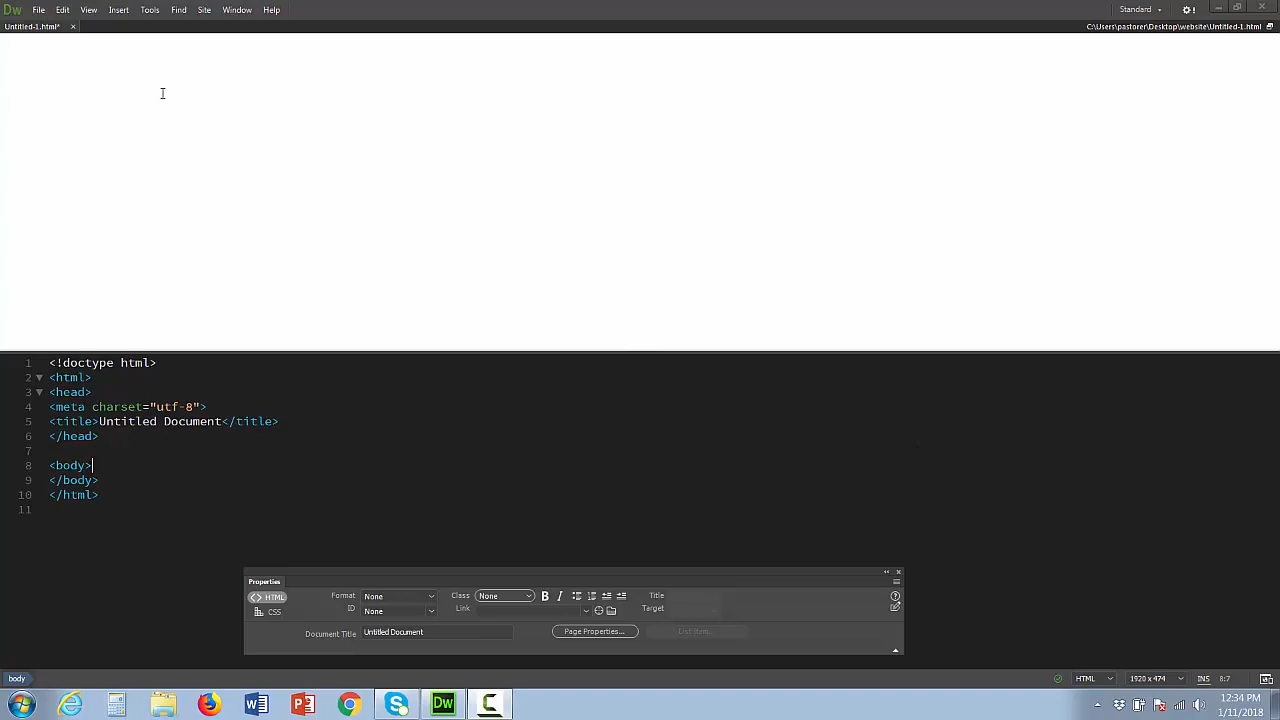 Dw File Edit View Insert Tools Find Site Window Help Standard
Untitled-1.html* C:\Users\pastorer\Desktop\website\Untitled-1.html
1 <!doctype html>
2 <html>
3 <head>
4 <meta charset="utf-8">
5 <title>Untitled Document</title>
6 </head>
7
8 <body>
9 </body>
10 </html>
11
Properties
<> HTML Format None Class None B I Title
CSS ID None Link Target
Document Title Untitled Document Page Properties... List Item...
body HTML 1920 x 474 INS 8:7
12:34 PM
1/11/2018